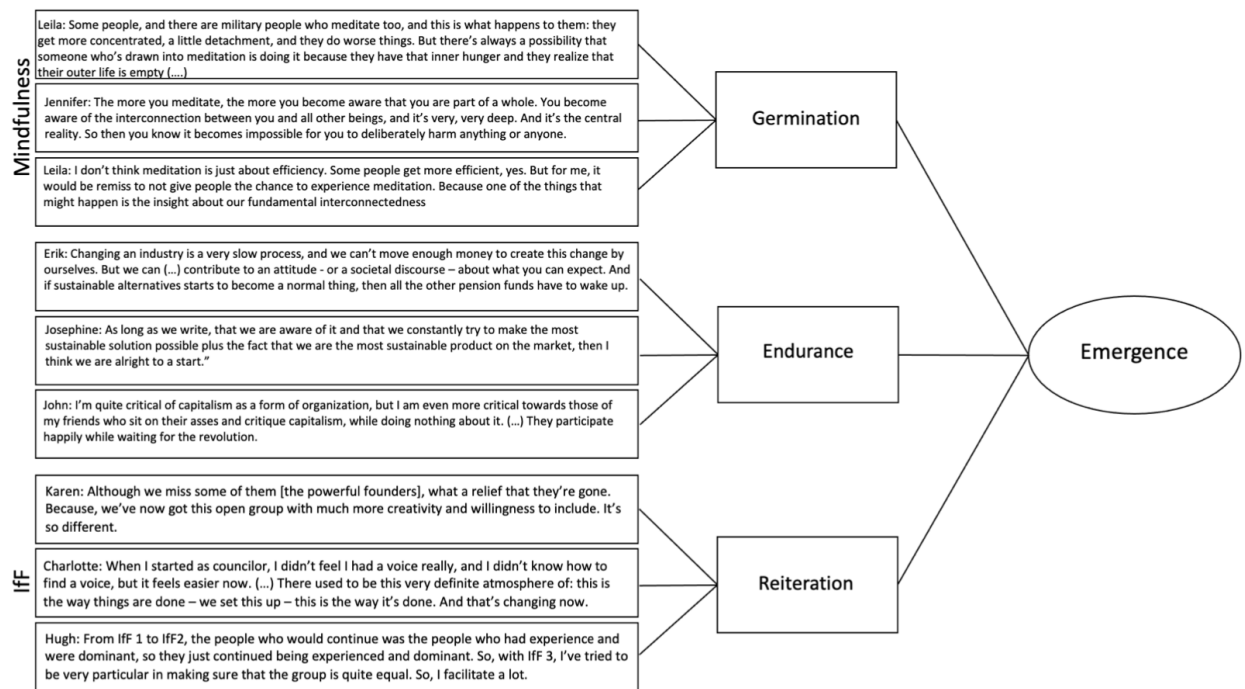 Mindfulness
Leila: Some people, and there are military people who meditate too, and this is what happens to them: they
get more concentrated, a little detachment, and they do worse things. But there's always a possibility that
someone who's drawn into meditation is doing it because they have that inner hunger and they realize that
their outer life is empty (....)
Jennifer: The more you meditate, the more you become aware that you are part of a whole. You become
aware of the interconnection between you and all other beings, and it's very, very deep. And it's the central
reality. So then you know it becomes impossible for you to deliberately harm anything or anyone.
Leila: I don't think meditation is just about efficiency. Some people get more efficient, yes. But for me, it
would be remiss to not give people the chance to experience meditation. Because one of the things that
might happen is the insight about our fundamental interconnectedness
Germination
Erik: Changing an industry is a very slow process, and we can't move enough money to create this change by
ourselves. But we can (...) contribute to an attitude - or a societal discourse – about what you can expect. And
if sustainable alternatives starts to become a normal thing, then all the other pension funds have to wake up.
Josephine: As long as we write, that we are aware of it and that we constantly try to make the most
sustainable solution possible plus the fact that we are the most sustainable product on the market, then I
think we are alright to a start.”
John: I'm quite critical of capitalism as a form of organization, but I am even more critical towards those of
my friends who sit on their asses and critique capitalism, while doing nothing about it. (...) They participate
happily while waiting for the revolution.
Endurance
Emergence
IfF
Karen: Although we miss some of them [the powerful founders], what a relief that they're gone.
Because, we've now got this open group with much more creativity and willingness to include. It's
so different.
Charlotte: When I started as councilor, I didn't feel I had a voice really, and I didn't know how to
find a voice, but it feels easier now. (...) There used to be this very definite atmosphere of: this is
the way things are done – we set this up – this is the way it's done. And that's changing now.
Hugh: From IfF 1 to IfF2, the people who would continue was the people who had experience and
were dominant, so they just continued being experienced and dominant. So, with IfF 3, I've tried to
be very particular in making sure that the group is quite equal. So, I facilitate a lot.
Reiteration